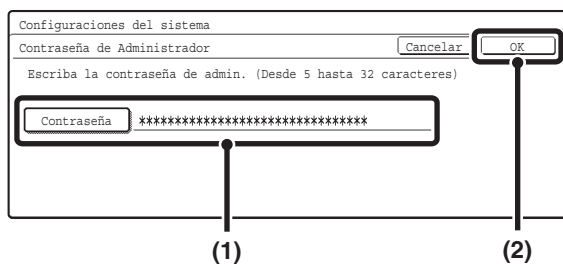 Configuraciones del sistema
Contraseña de Administrador Cancelar OK
Escriba la contraseña de admin. (Desde 5 hasta 32 caracteres)
Contraseña ********************************
(1) (2)